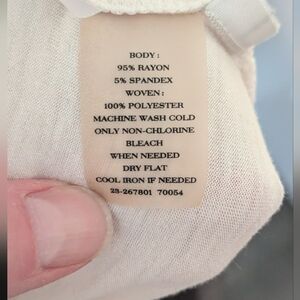 BODY :
95% RAYON
5% SPANDEX
WOVEN :
100% POLYESTER
MACHINE WASH COLD
ONLY NON-CHLORINE
BLEACH
WHEN NEEDED
DRY FLAT
COOL IRON IF NEEDED
25-267801 70054